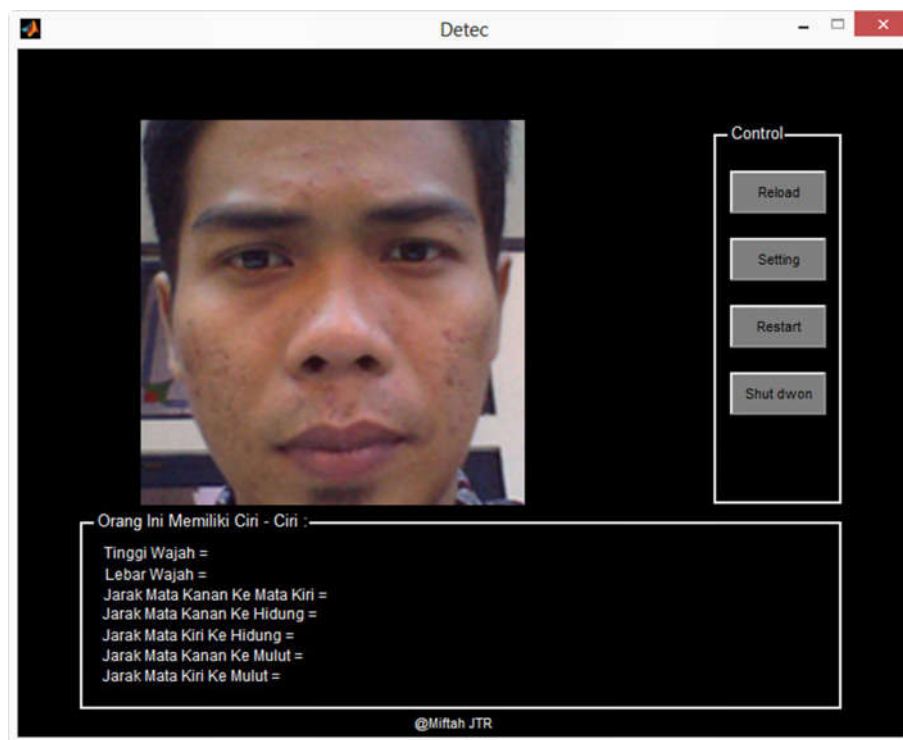 Detec
Control
Reload
Setting
Restart
Shut dwon
Orang Ini Memiliki Ciri - Ciri :
Tinggi Wajah =
Lebar Wajah =
Jarak Mata Kanan Ke Mata Kiri =
Jarak Mata Kanan Ke Hidung =
Jarak Mata Kiri Ke Hidung =
Jarak Mata Kanan Ke Mulut =
Jarak Mata Kiri Ke Mulut =
@Miftah JTR